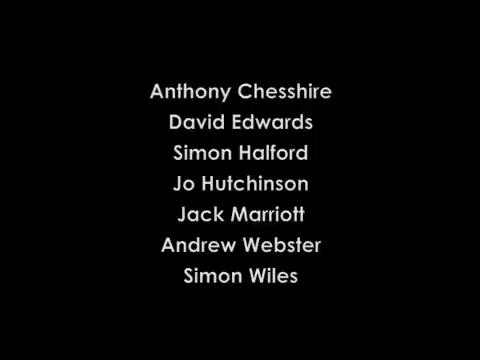 Anthony Chesshire
David Edwards
Simon Halford
Jo Hutchinson
Jack Marriott
Andrew Webster
Simon Wiles